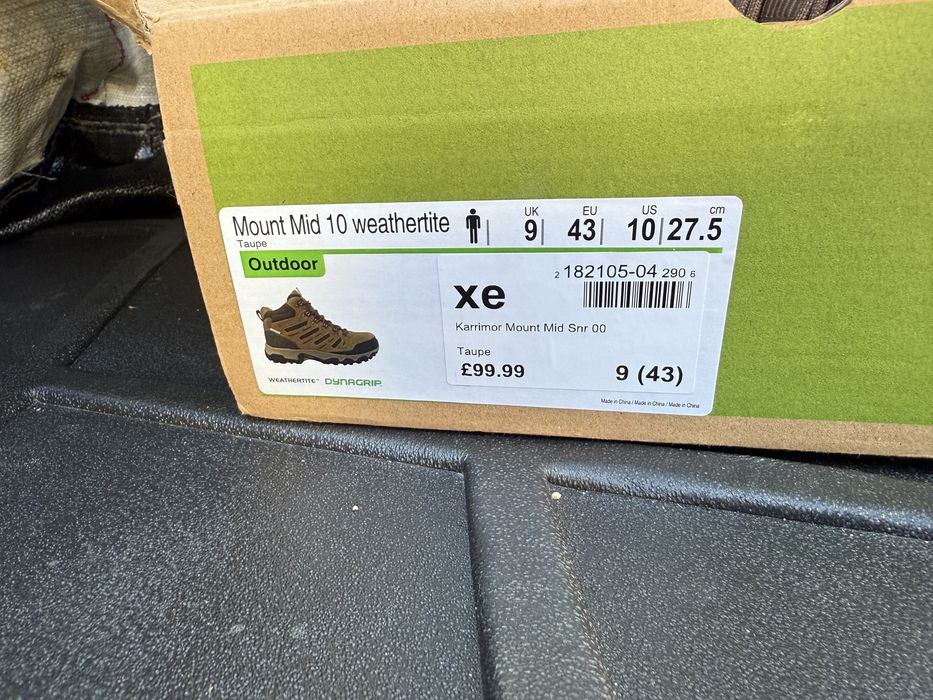 Mount Mid 10 weathertite
UK EU US cm
9 43 10 27.5
Taupe
Outdoor
2 182105-04 290 6
xe
Karrimor Mount Mid Snr 00
Taupe
£99.99 9 (43)
WEATHERTITE™ DYNAGRIP
Made in China / Made in China / Made in China